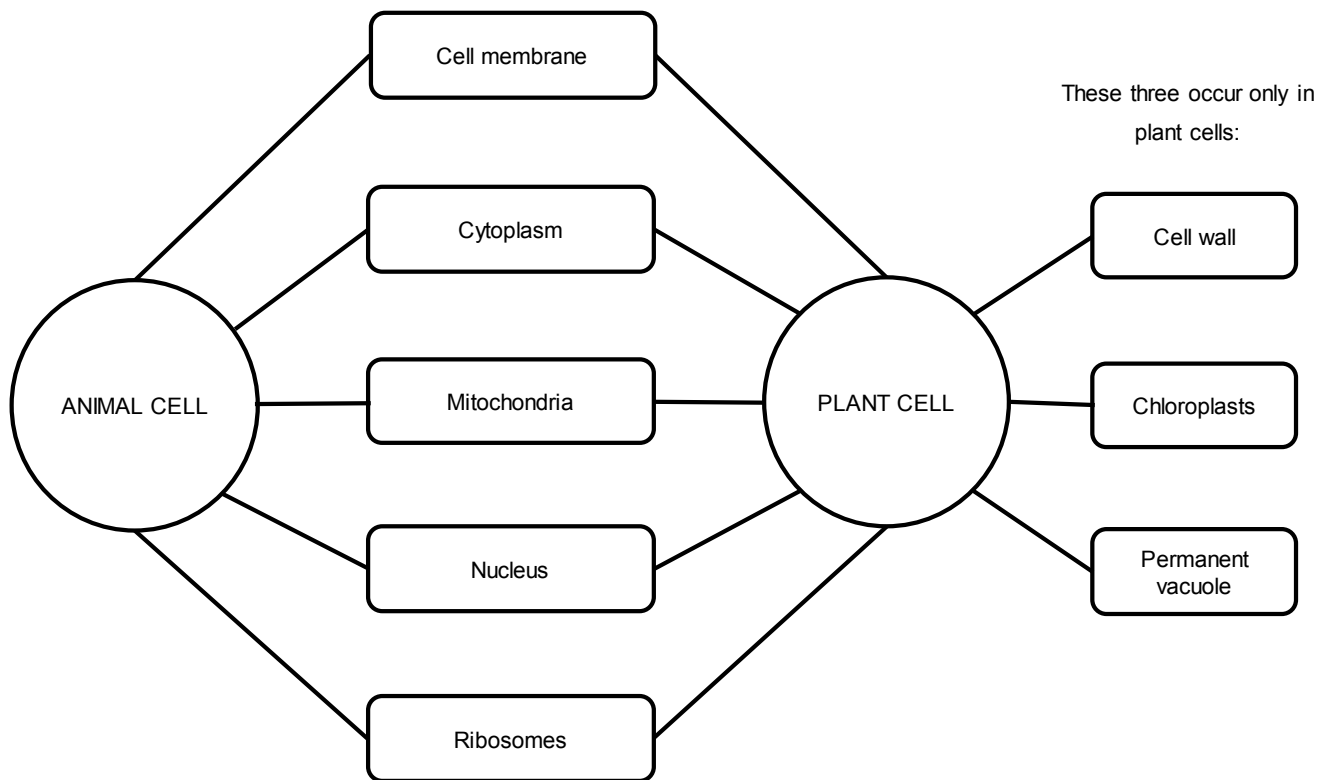 Cell membrane
These three occur only in
plant cells:
Cytoplasm
Cell wall
ANIMAL CELL
Mitochondria
PLANT CELL
Chloroplasts
Nucleus
Permanent
vacuole
Ribosomes